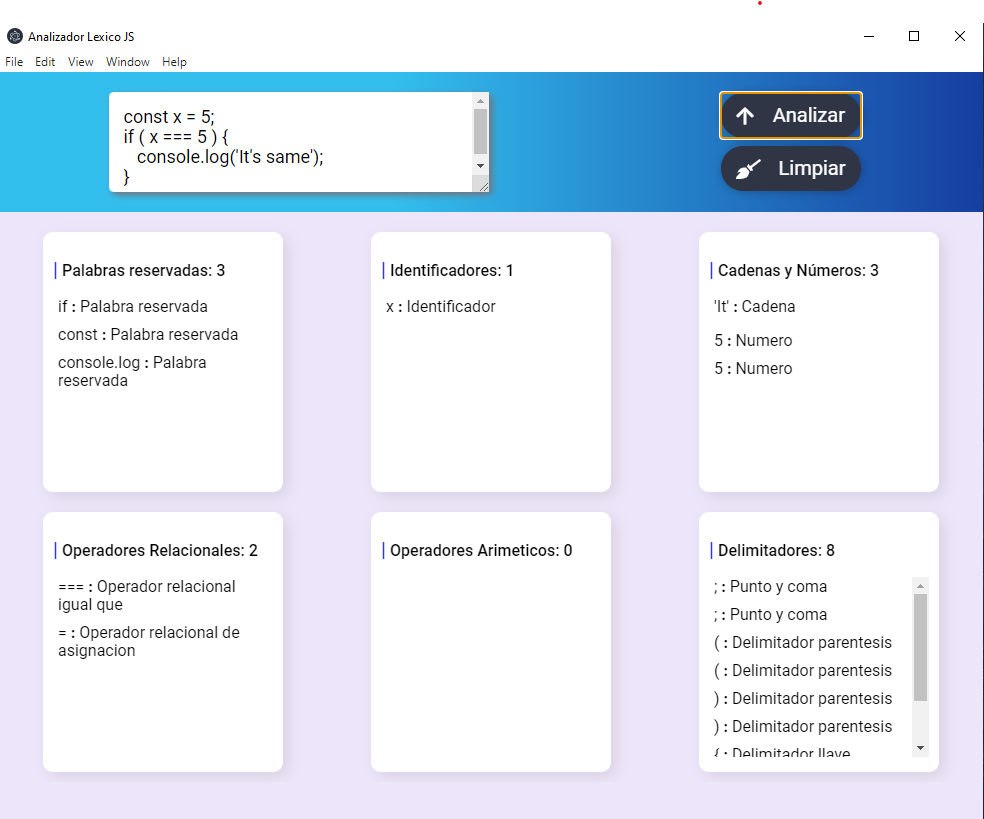 Analizador Lexico JS
File Edit View Window Help
const x = 5;
if ( x === 5 ) {
console.log('It's same');
}
Analizar
Limpiar
Palabras reservadas: 3
if : Palabra reservada
const : Palabra reservada
console.log : Palabra
reservada
Identificadores: 1
x : Identificador
Cadenas y Números: 3
'It' : Cadena
5 : Numero
5 : Numero
Operadores Relacionales: 2
=== : Operador relacional
igual que
= : Operador relacional de
asignacion
Operadores Arimeticos: 0
Delimitadores: 8
; : Punto y coma
; : Punto y coma
( : Delimitador parentesis
( : Delimitador parentesis
) : Delimitador parentesis
) : Delimitador parentesis
{ : Delimitador llave